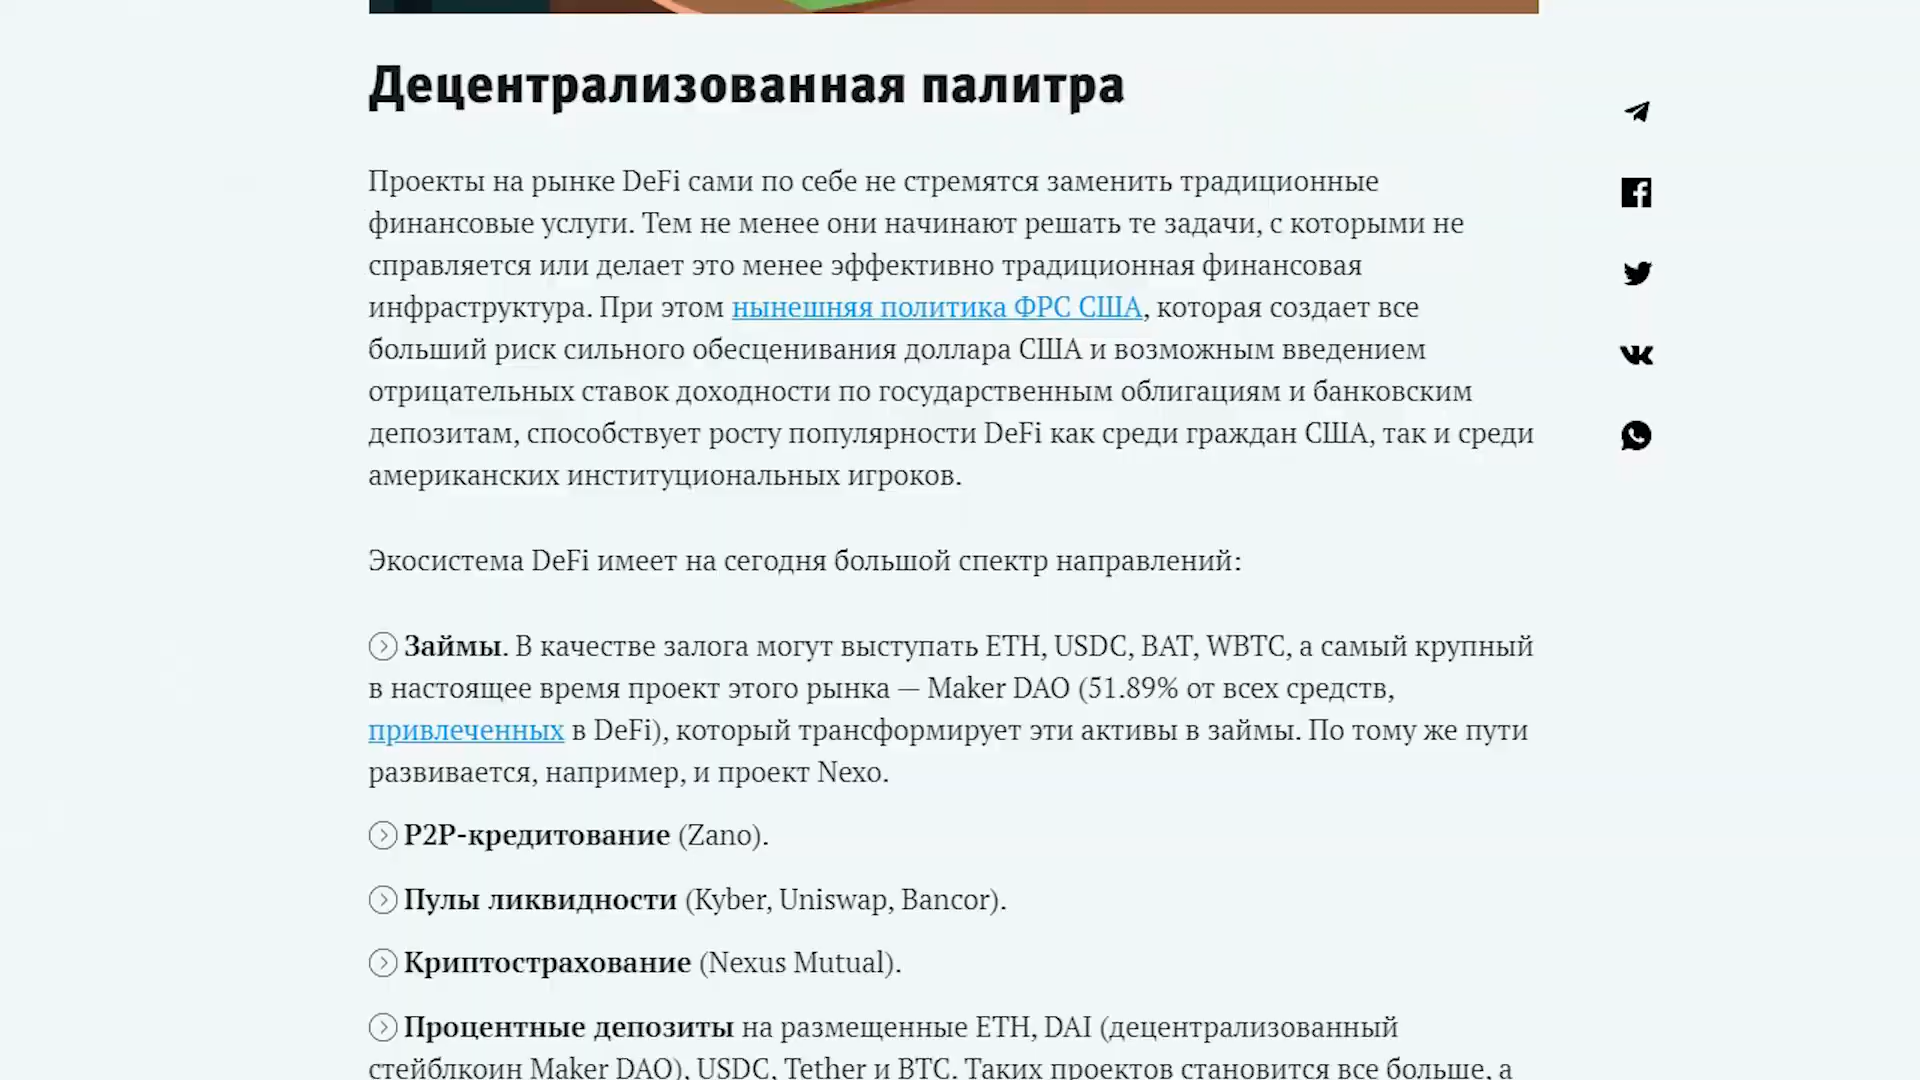 Децентрализованная палитра
Проекты на рынке DeFi сами по себе не стремятся заменить традиционные
финансовые услуги. Тем не менее они начинают решать те задачи, с которыми не
справляется или делает это менее эффективно традиционная финансовая
инфраструктура. При этом нынешняя политика ФРС США, которая создает все
больший риск сильного обесценивания доллара США и возможным введением
отрицательных ставок доходности по государственным облигациям и банковским
депозитам, способствует росту популярности DeFi как среди граждан США, так и среди
американских институциональных игроков.
Экосистема DeFi имеет на сегодня большой спектр направлений:
Займы. В качестве залога могут выступать ETH, USDC, BAT, WBTC, а самый крупный
в настоящее время проект этого рынка — Maker DAO (51.89% от всех средств,
привлеченных в DeFi), который трансформирует эти активы в займы. По тому же пути
развивается, например, и проект Nexo.
P2P-кредитование (Zano).
Пулы ликвидности (Kyber, Uniswap, Bancor).
Криптострахование (Nexus Mutual).
Процентные депозиты на размещенные ETH, DAI (децентрализованный
стейблкоин Maker DAO), USDC, Tether и BTC. Таких проектов становится все больше, а